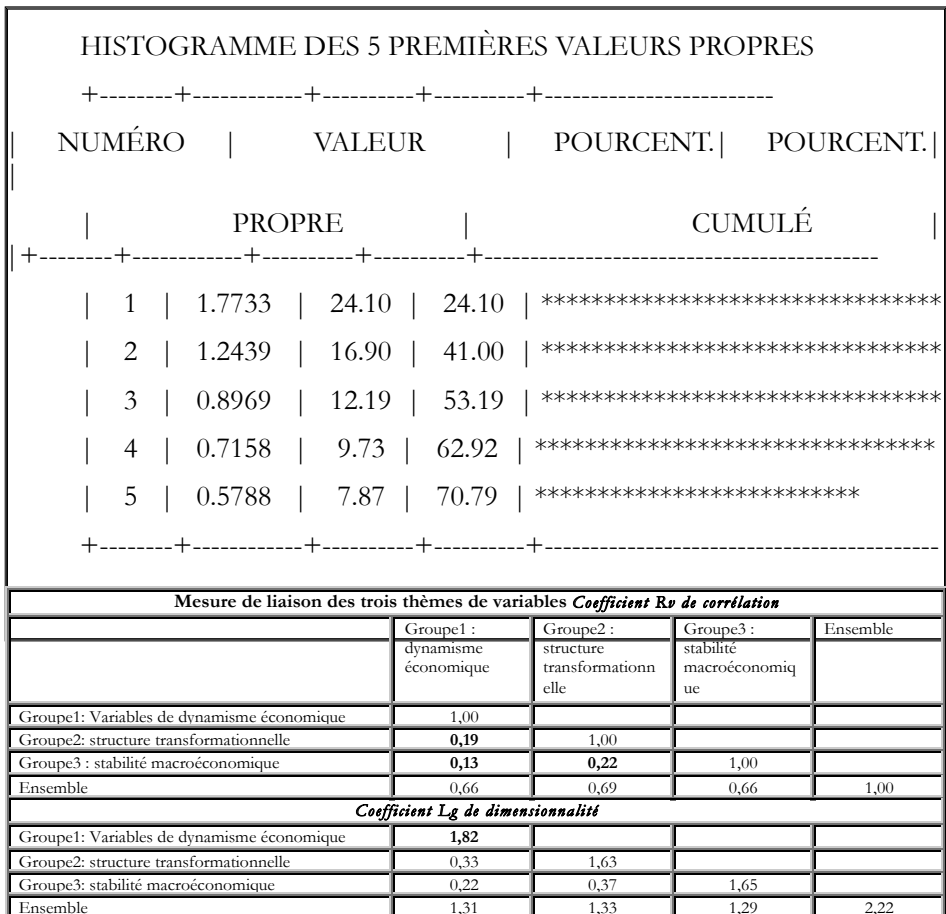 HISTOGRAMME DES 5 PREMIÈRES VALEURS PROPRES
+--------+------------+----------+----------+-------------------------
| NUMÉRO | VALEUR | POURCENT.| POURCENT.|
|
| PROPRE | CUMULÉ |
|+--------+------------+----------+----------+-------------------------------------------
| 1 | 1.7733 | 24.10 | 24.10 | ********************************
| 2 | 1.2439 | 16.90 | 41.00 | ********************************
| 3 | 0.8969 | 12.19 | 53.19 | ********************************
| 4 | 0.7158 | 9.73 | 62.92 | ********************************
| 5 | 0.5788 | 7.87 | 70.79 | **************************
+--------+------------+----------+----------+-------------------------------------------
Mesure de liaison des trois thèmes de variables Coefficient Rv de corrélation
Groupe1 : Groupe2 : Groupe3 : Ensemble
dynamisme structure stabilité
économique transformationn macroéconomiq
elle ue
Groupe1: Variables de dynamisme économique 1,00
Groupe2: structure transformationnelle 0,19 1,00
Groupe3 : stabilité macroéconomique 0,13 0,22 1,00
Ensemble 0,66 0,69 0,66 1,00
Coefficient Lg de dimensionnalité
Groupe1: Variables de dynamisme économique 1,82
Groupe2: structure transformationnelle 0,33 1,63
Groupe3: stabilité macroéconomique 0,22 0,37 1,65
Ensemble 1,31 1,33 1,29 2,22